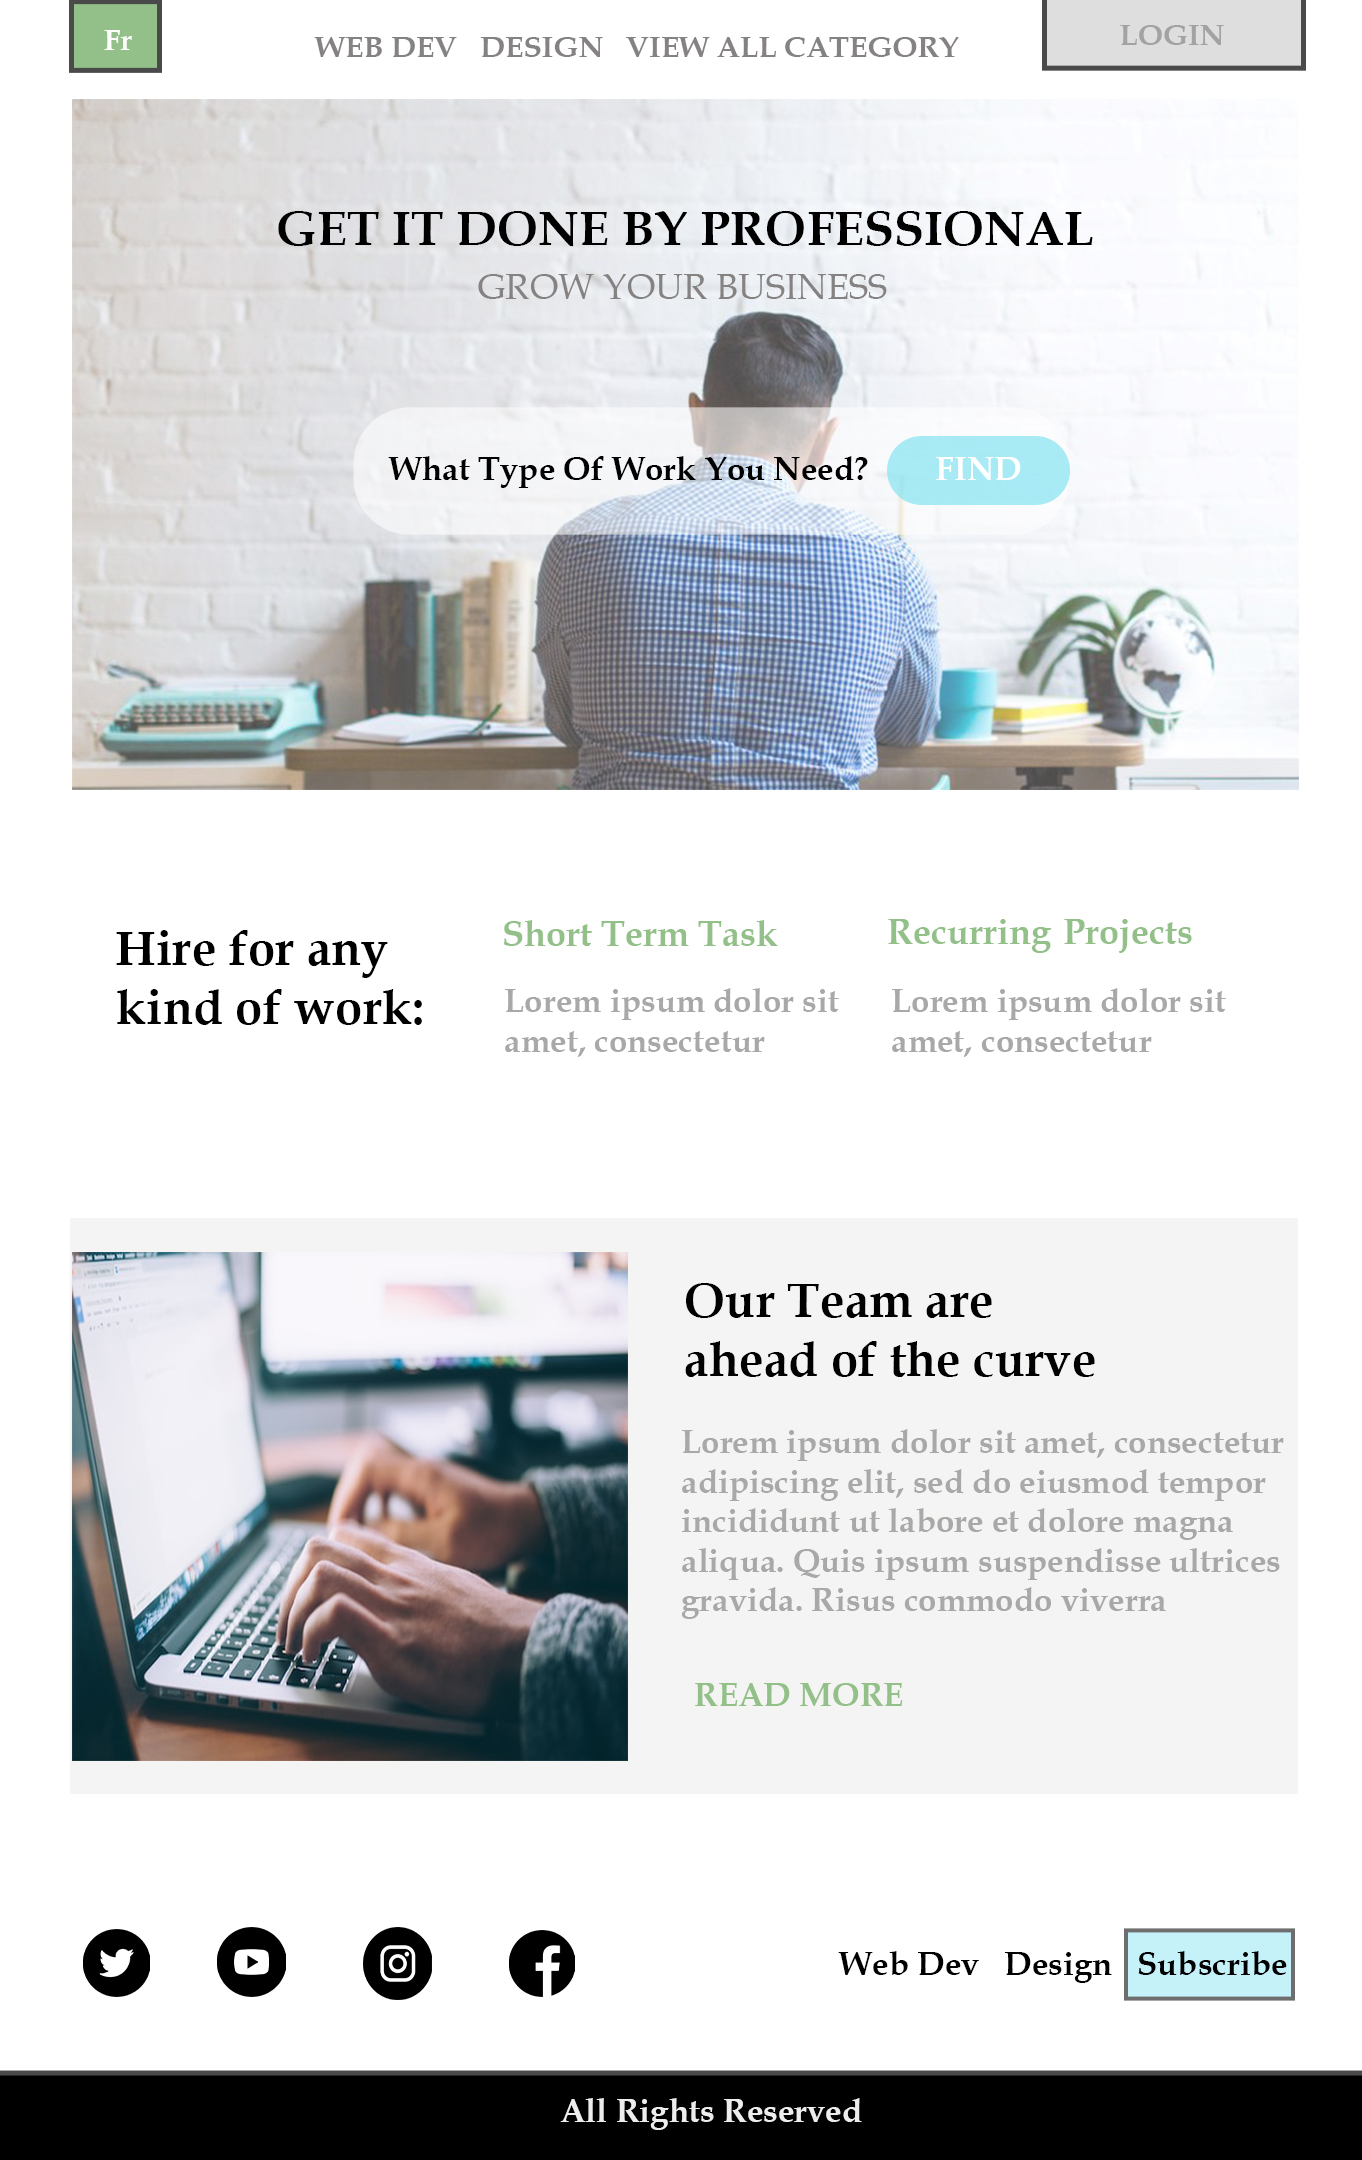 Fr
WEB DEV DESIGN VIEW ALL CATEGORY
LOGIN
GET IT DONE BY PROFESSIONAL
GROW YOUR BUSINESS
What Type Of Work You Need?
FIND
Hire for any
kind of work:
Short Term Task
Lorem ipsum dolor sit
amet, consectetur
Recurring Projects
Lorem ipsum dolor sit
amet, consectetur
Our Team are
ahead of the curve
Lorem ipsum dolor sit amet, consectetur
adipiscing elit, sed do eiusmod tempor
incididunt ut labore et dolore magna
aliqua. Quis ipsum suspendisse ultrices
gravida. Risus commodo viverra
READ MORE
Web Dev Design Subscribe
All Rights Reserved